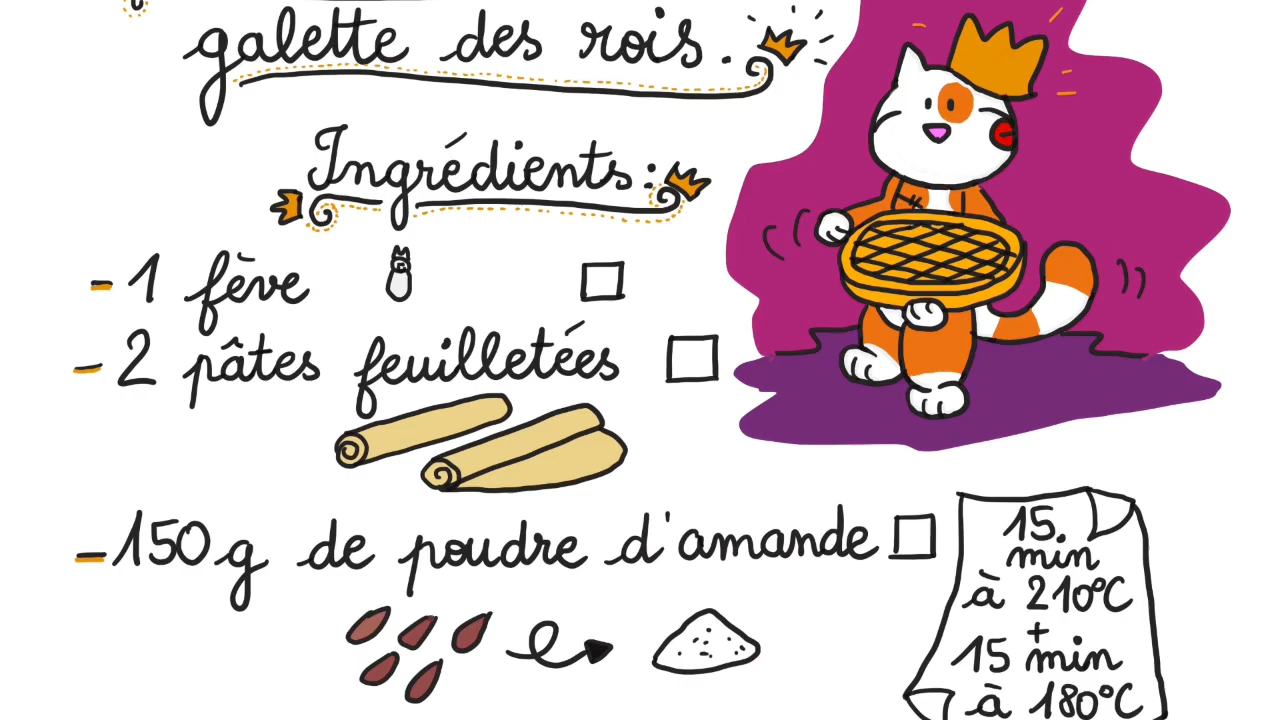 galette des rois.
Ingrédients :
- 1 fève
- 2 pâtes feuilletées
- 150g de poudre d'amande
15 min
à 210°C
+
15 min
à 180°C